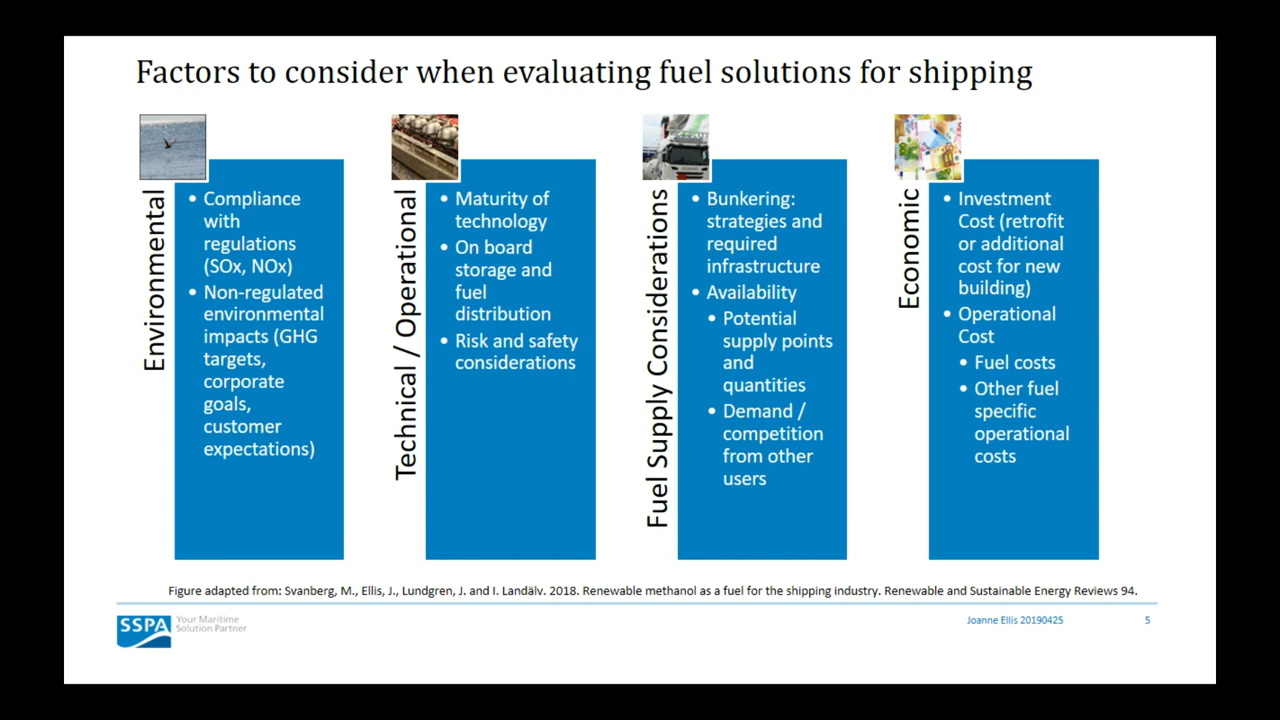 Factors to consider when evaluating fuel solutions for shipping
Environmental
• Compliance
with
regulations
(SOx, NOx)
• Non-regulated
environmental
impacts (GHG
targets,
corporate
goals,
customer
expectations)
Technical / Operational
• Maturity of
technology
• On board
storage and
fuel
distribution
• Risk and safety
considerations
Fuel Supply Considerations
• Bunkering:
strategies and
required
infrastructure
• Availability
• Potential
supply points
and
quantities
• Demand /
competition
from other
users
Economic
• Investment
Cost (retrofit
or additional
cost for new
building)
• Operational
Cost
• Fuel costs
• Other fuel
specific
operational
costs
Figure adapted from: Svanberg, M., Ellis, J., Lundgren, J. and I. Landälv. 2018. Renewable methanol as a fuel for the shipping industry. Renewable and Sustainable Energy Reviews 94.
SSPA
Your Maritime
Solution Partner
Joanne Ellis 20190425
5